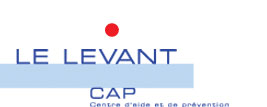 LE LEVANT
CAP
Centre d'aide et de prévention